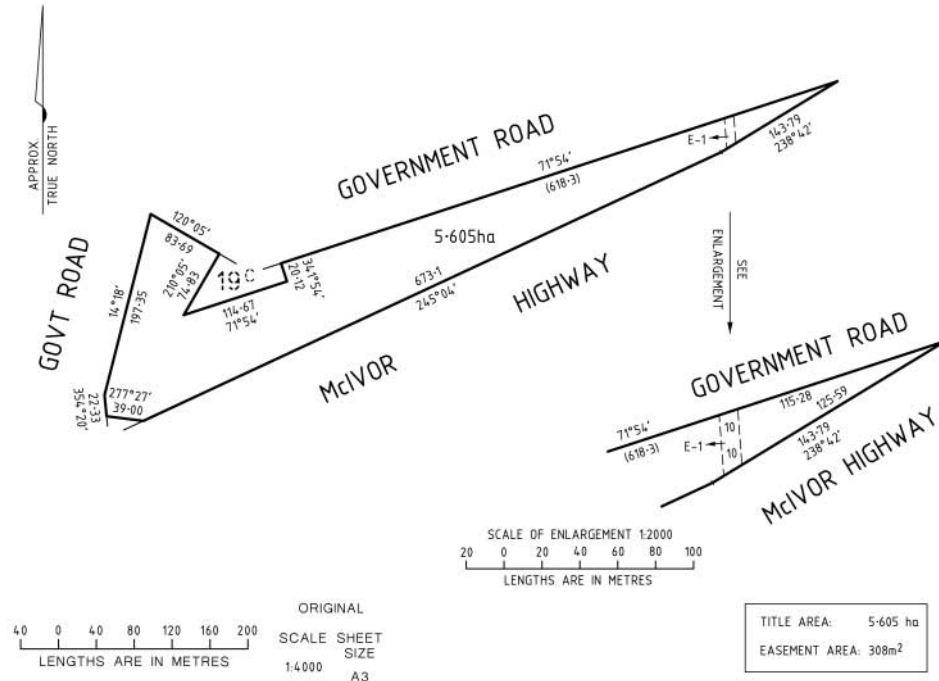 APPROX.
TRUE NORTH
GOVERNMENT ROAD
71°54'
(618·3)
E-1
143·79
238°42'
120°05'
83·69
210°05'
74·83
19C
341°54'
20·12
114·67
71°54'
5·605ha
673·1
245°04'
McIVOR HIGHWAY
GOVT ROAD
14°18'
197·35
277°27'
39·00
22·33
354°20'
SEE
ENLARGEMENT
GOVERNMENT ROAD
71°54'
(618·3)
115·28
125·59
10
E-1
10
143·79
238°42'
McIVOR HIGHWAY
SCALE OF ENLARGEMENT 1:2000
20 0 20 40 60 80 100
LENGTHS ARE IN METRES
40 0 40 80 120 160 200
LENGTHS ARE IN METRES
ORIGINAL
SCALE SHEET
SIZE
1:4000 A3
TITLE AREA: 5·605 ha
EASEMENT AREA: 308m²